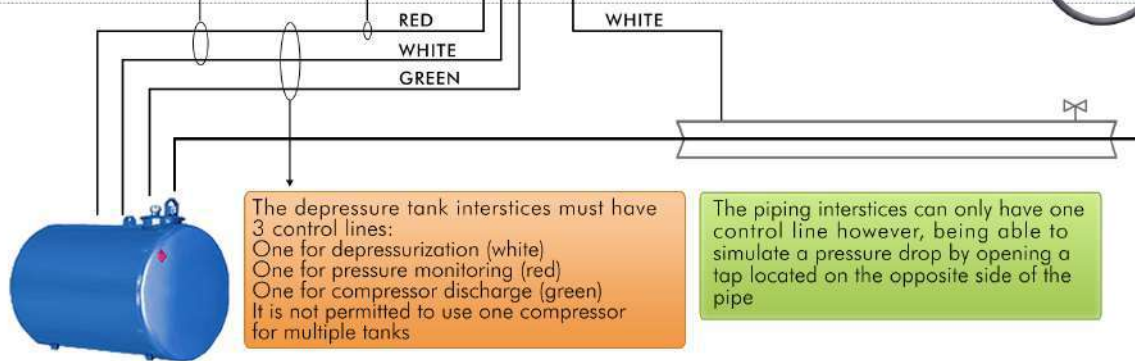 RED
WHITE
WHITE
GREEN
The depressure tank interstices must have
3 control lines:
One for depressurization (white)
One for pressure monitoring (red)
One for compressor discharge (green)
It is not permitted to use one compressor
for multiple tanks
The piping interstices can only have one
control line however, being able to
simulate a pressure drop by opening a
tap located on the opposite side of the
pipe